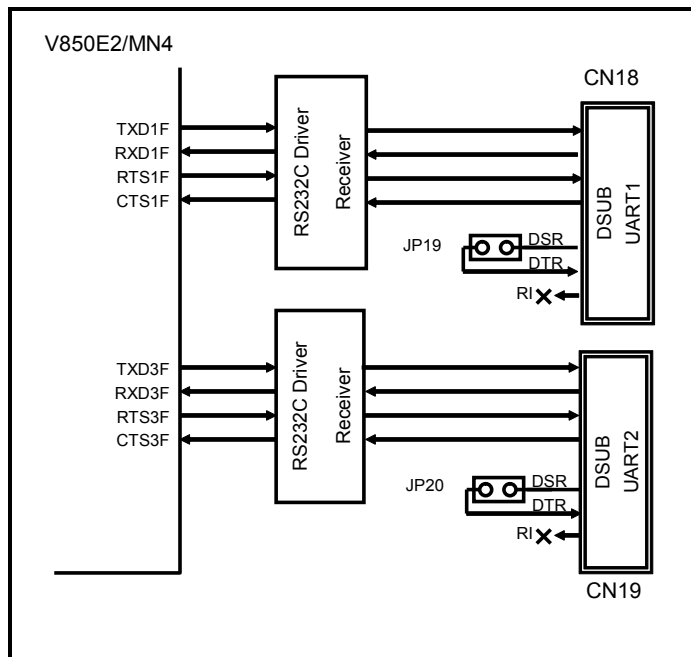 V850E2/MN4
CN18
TXD1F
RXD1F
RTS1F
CTS1F
RS232C Driver
Receiver
DSUB
UART1
JP19
DSR
DTR
RI
TXD3F
RXD3F
RTS3F
CTS3F
RS232C Driver
Receiver
DSUB
UART2
JP20
DSR
DTR
RI
CN19